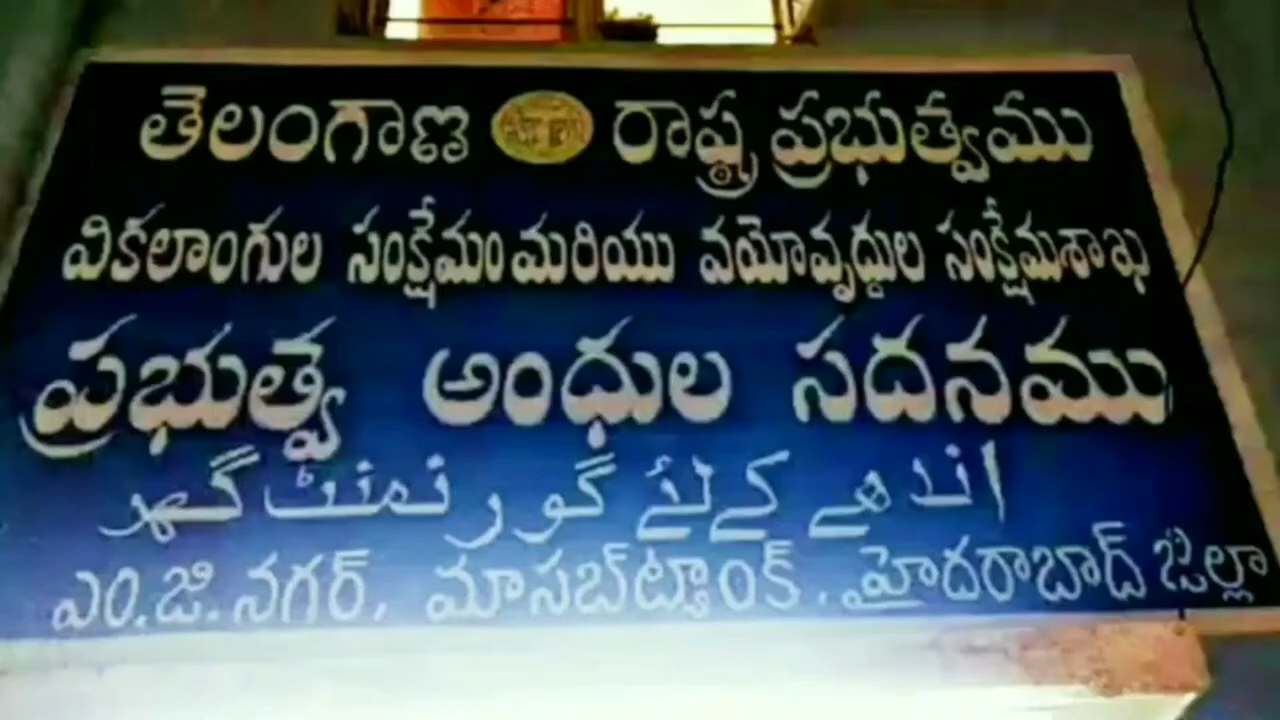 తెలంగాణ రాష్ట్ర ప్రభుత్వము
వికలాంగుల సంక్షేమం మరియు వయోవృద్ధుల సంక్షేమశాఖ
ప్రభుత్వ అంధుల సదనము
اندھے کے لئے گورنمنٹ گھر
ఎం.జి.నగర్, మాసబ్‌ట్యాంక్, హైదరాబాద్ జిల్లా